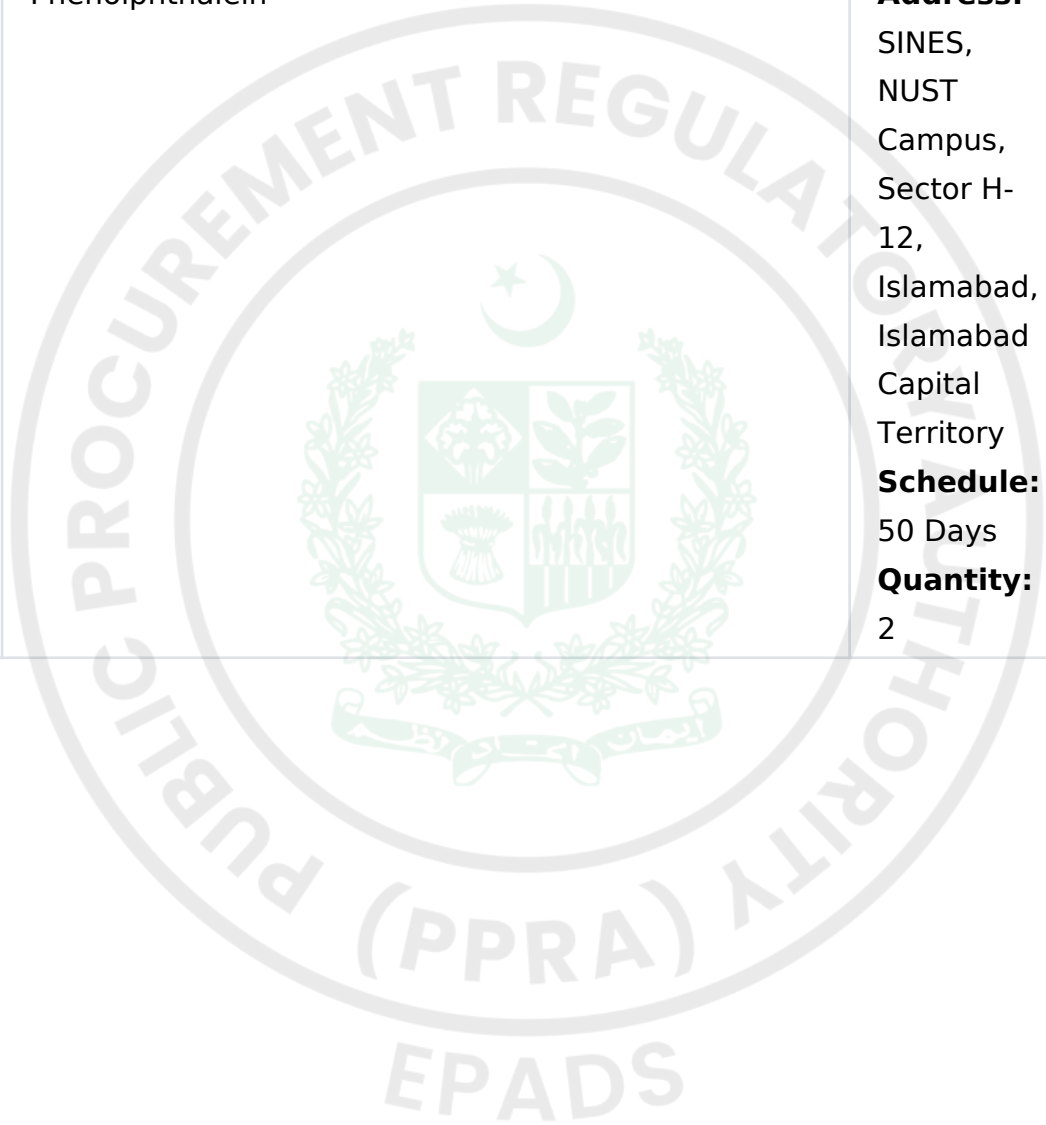 Phenolphthalein
Address:
SINES,
NUST
Campus,
Sector H-
12,
Islamabad,
Islamabad
Capital
Territory
Schedule:
50 Days
Quantity:
2
PUBLIC PROCUREMENT REGULATORY AUTHORITY
(PPRA)
EPADS